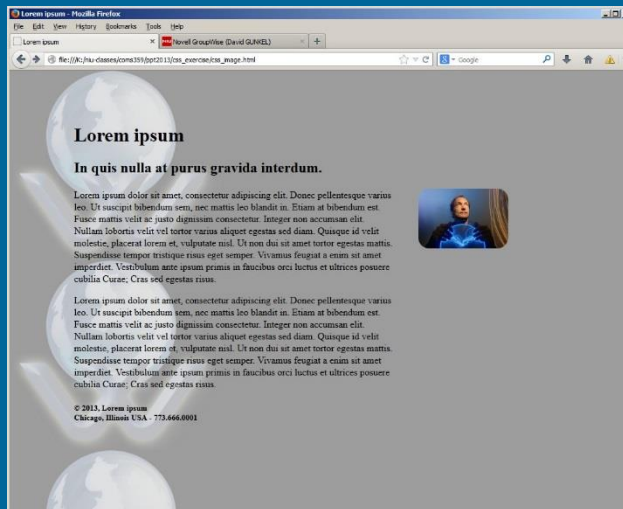 Lorem ipsum - Mozilla Firefox
File Edit View History Bookmarks Tools Help
Lorem ipsum × Novell GroupWise (David GUNKEL) × +
file:///K:/niu-classes/coms359/ppt2013/css_exercise/css_image.html Google
Lorem ipsum
In quis nulla at purus gravida interdum.
Lorem ipsum dolor sit amet, consectetur adipiscing elit. Donec pellentesque varius
leo. Ut suscipit bibendum sem, nec mattis leo blandit in. Etiam at bibendum est.
Fusce mattis velit ac justo dignissim consectetur. Integer non accumsan elit.
Nullam lobortis velit vel tortor varius aliquet egestas sed diam. Quisque id velit
molestie, placerat lorem et, vulputate nisl. Ut non dui sit amet tortor egestas mattis.
Suspendisse tempor tristique risus eget semper. Vivamus feugiat a enim sit amet
imperdiet. Vestibulum ante ipsum primis in faucibus orci luctus et ultrices posuere
cubilia Curae; Cras sed egestas risus.
Lorem ipsum dolor sit amet, consectetur adipiscing elit. Donec pellentesque varius
leo. Ut suscipit bibendum sem, nec mattis leo blandit in. Etiam at bibendum est.
Fusce mattis velit ac justo dignissim consectetur. Integer non accumsan elit.
Nullam lobortis velit vel tortor varius aliquet egestas sed diam. Quisque id velit
molestie, placerat lorem et, vulputate nisl. Ut non dui sit amet tortor egestas mattis.
Suspendisse tempor tristique risus eget semper. Vivamus feugiat a enim sit amet
imperdiet. Vestibulum ante ipsum primis in faucibus orci luctus et ultrices posuere
cubilia Curae; Cras sed egestas risus.
© 2013, Lorem ipsum
Chicago, Illinois USA - 773.666.0001